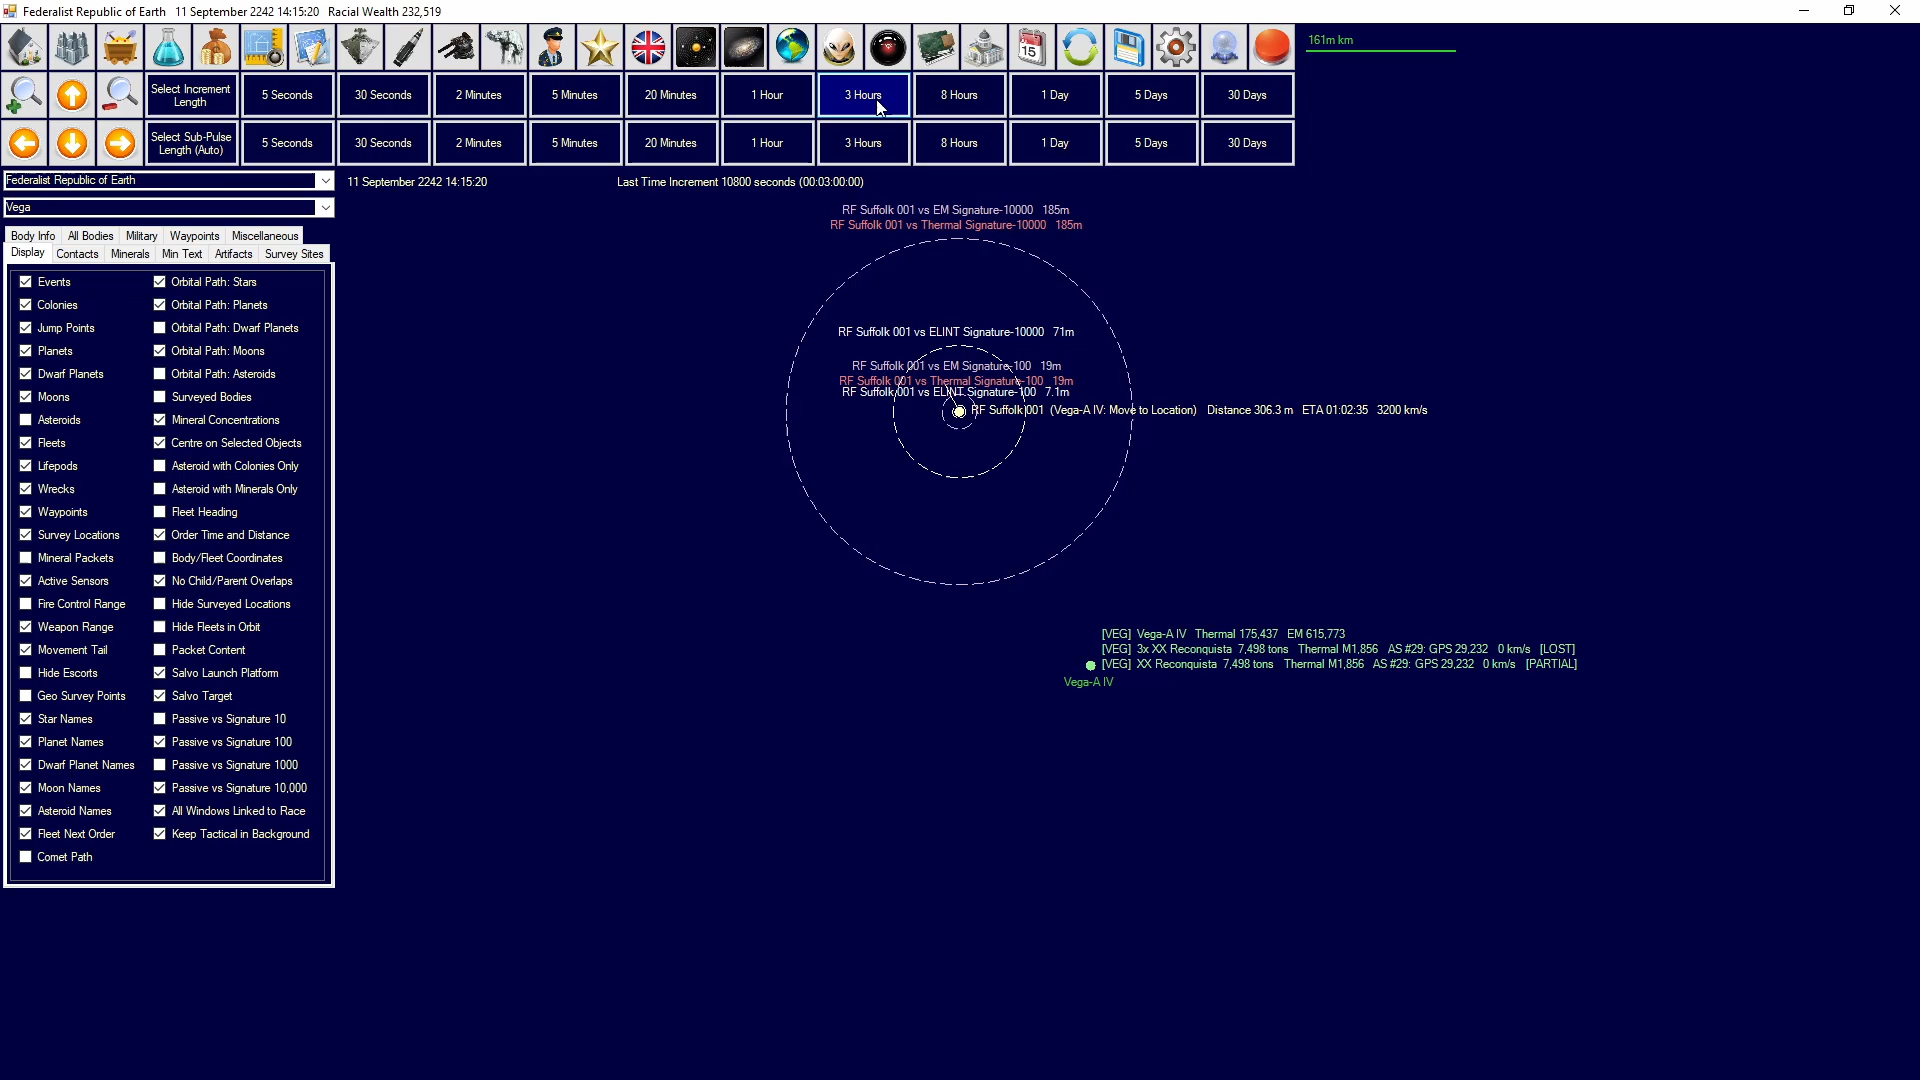 Federalist Republic of Earth   11 September 2242 14:15:20   Racial Wealth 232,519
15
161m km
Select Increment Length
5 Seconds
30 Seconds
2 Minutes
5 Minutes
20 Minutes
1 Hour
3 Hours
8 Hours
1 Day
5 Days
30 Days
Select Sub-Pulse Length (Auto)
5 Seconds
30 Seconds
2 Minutes
5 Minutes
20 Minutes
1 Hour
3 Hours
8 Hours
1 Day
5 Days
30 Days
Federalist Republic of Earth
11 September 2242 14:15:20
Last Time Increment 10800 seconds (00:03:00:00)
Vega
Body Info   All Bodies   Military   Waypoints   Miscellaneous
Display   Contacts   Minerals   Min Text   Artifacts   Survey Sites
Events   Orbital Path: Stars
Colonies   Orbital Path: Planets
Jump Points   Orbital Path: Dwarf Planets
Planets   Orbital Path: Moons
Dwarf Planets   Orbital Path: Asteroids
Moons   Surveyed Bodies
Asteroids   Mineral Concentrations
Fleets   Centre on Selected Objects
Lifepods   Asteroid with Colonies Only
Wrecks   Asteroid with Minerals Only
Waypoints   Fleet Heading
Survey Locations   Order Time and Distance
Mineral Packets   Body/Fleet Coordinates
Active Sensors   No Child/Parent Overlaps
Fire Control Range   Hide Surveyed Locations
Weapon Range   Hide Fleets in Orbit
Movement Tail   Packet Content
Hide Escorts   Salvo Launch Platform
Geo Survey Points   Salvo Target
Star Names   Passive vs Signature 10
Planet Names   Passive vs Signature 100
Dwarf Planet Names   Passive vs Signature 1000
Moon Names   Passive vs Signature 10,000
Asteroid Names   All Windows Linked to Race
Fleet Next Order   Keep Tactical in Background
Comet Path
RF Suffolk 001 vs EM Signature-10000   185m
RF Suffolk 001 vs Thermal Signature-10000   185m
RF Suffolk 001 vs ELINT Signature-10000   71m
RF Suffolk 001 vs EM Signature-100   19m
RF Suffolk 001 vs Thermal Signature-100   19m
RF Suffolk 001 vs ELINT Signature-100   7.1m
RF Suffolk 001  (Vega-A IV: Move to Location)   Distance 306.3 m   ETA 01:02:35   3200 km/s
[VEG]  Vega-A IV   Thermal 175,437   EM 615,773
[VEG]  3x XX Reconquista  7,498 tons   Thermal M1,856   AS #29: GPS 29,232   0 km/s   [LOST]
[VEG]  XX Reconquista  7,498 tons   Thermal M1,856   AS #29: GPS 29,232   0 km/s   [PARTIAL]
Vega-A IV